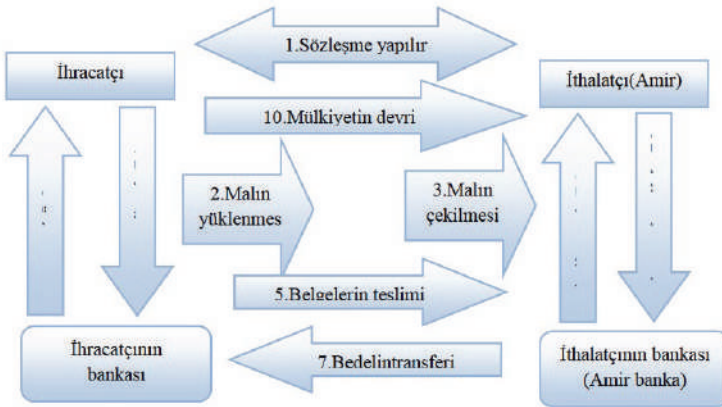 1.Sözleşme yapılır
İhracatçı
İthalatçı(Amir)
10.Mülkiyetin devri
2.Malın
yüklenmes
3.Malın
çekilmesi
5.Belgelerin teslimi
İhracatçının
bankası
7.Bedelintransferi
İthalatçının bankası
(Amir banka)